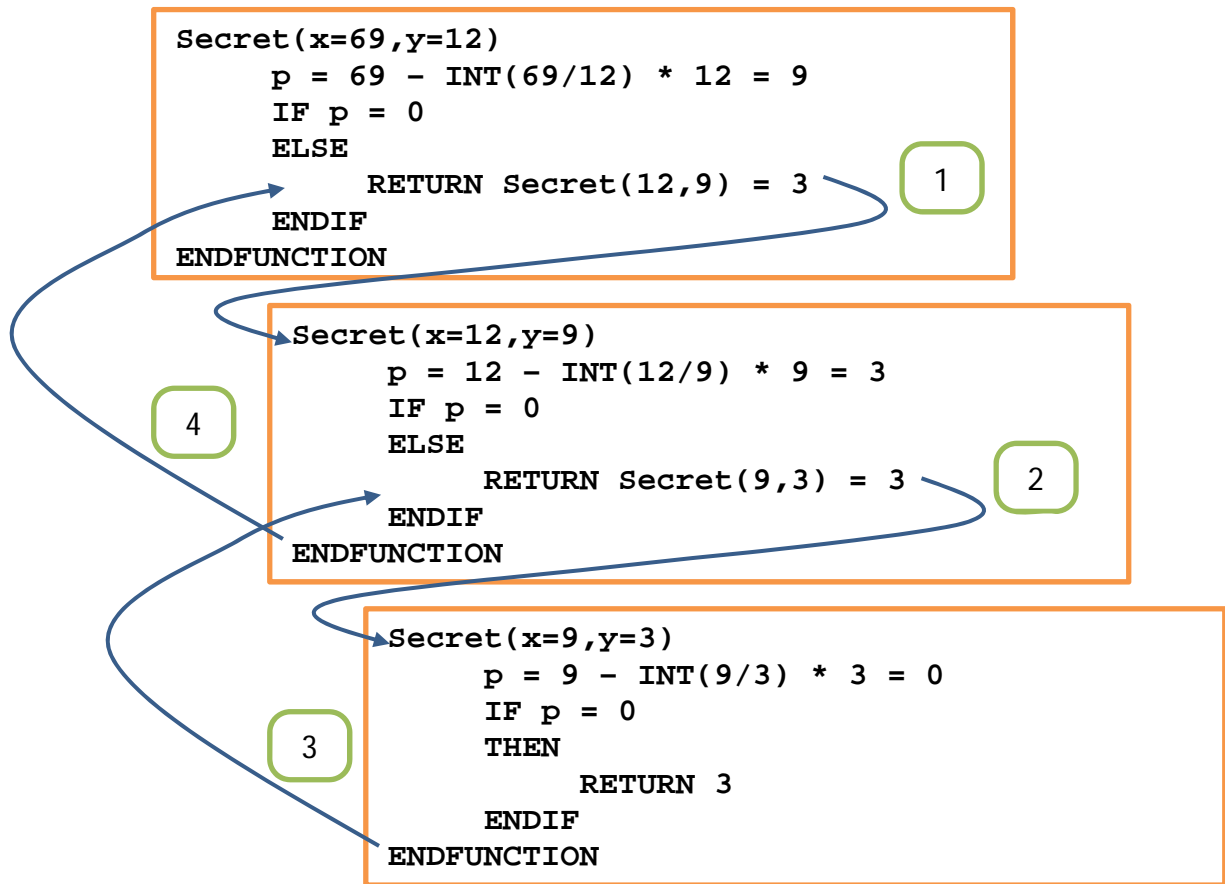 Secret(x=69,y=12)
p = 69 – INT(69/12) * 12 = 9
IF p = 0
ELSE
RETURN Secret(12,9) = 3
1
ENDIF
ENDFUNCTION
Secret(x=12,y=9)
p = 12 – INT(12/9) * 9 = 3
4
IF p = 0
ELSE
RETURN Secret(9,3) = 3
2
ENDIF
ENDFUNCTION
Secret(x=9,y=3)
p = 9 – INT(9/3) * 3 = 0
IF p = 0
3
THEN
RETURN 3
ENDIF
ENDFUNCTION